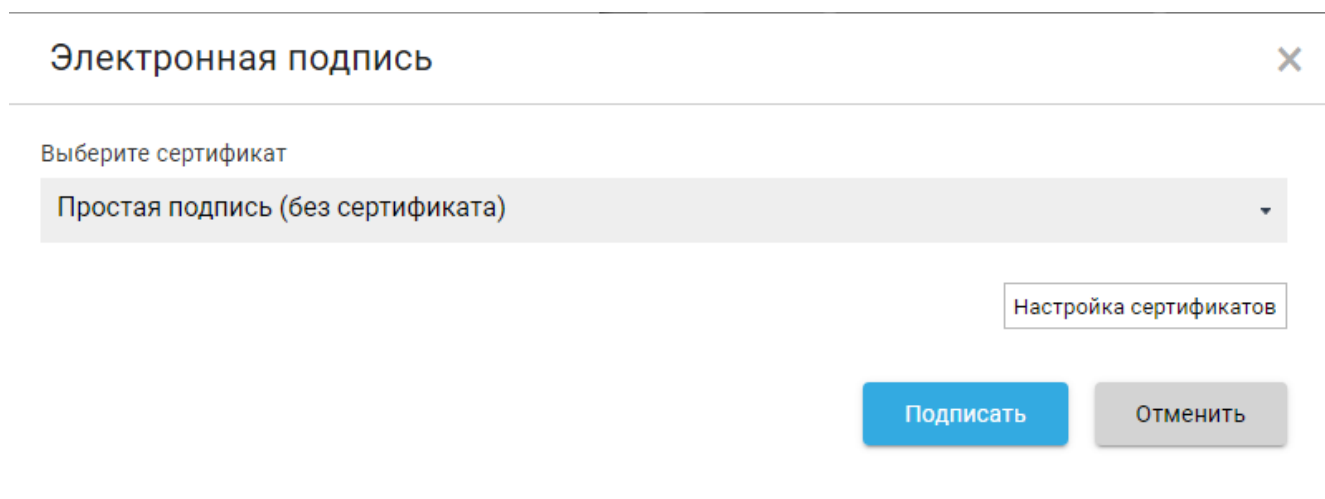 Электронная подпись
Выберите сертификат
Простая подпись (без сертификата)
Настройка сертификатов
Подписать
Отменить